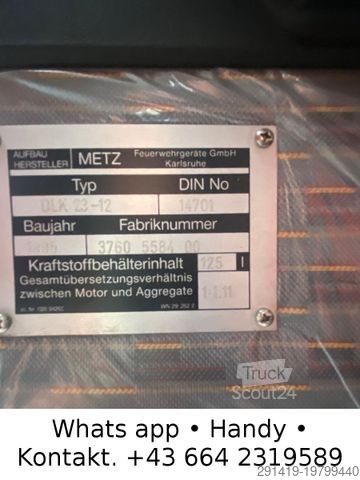 AUFBAU HERSTELLER METZ Feuerwehrgeräte GmbH Karlsruhe
Typ DIN No
DLK 23-12 14701
Baujahr Fabriknummer
3760 5584 00
Kraftstoffbehälterinhalt 125 l
Gesamtübersetzungsverhältnis
zwischen Motor und Aggregate
Truck
Scout24
Whats app • Handy •
Kontakt. +43 664 2319589
291419-19799440